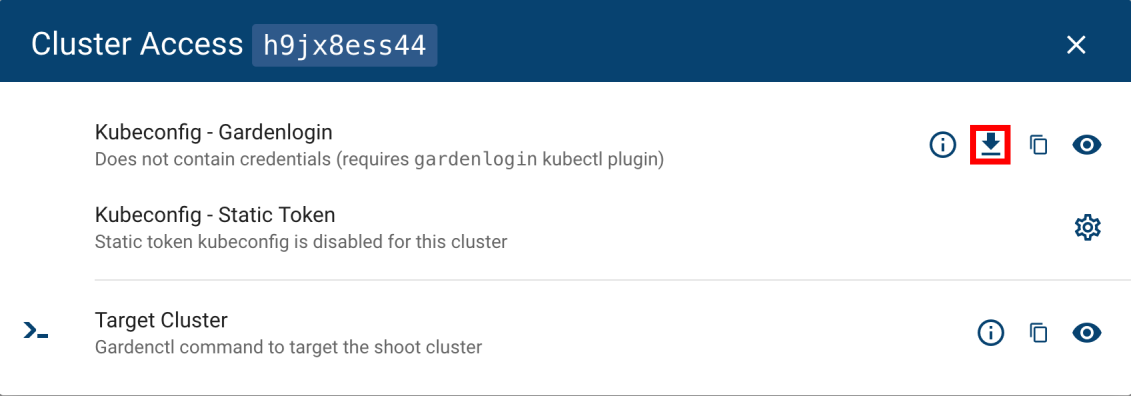 Cluster Access h9jx8ess44
Kubeconfig - Gardenlogin
Does not contain credentials (requires gardenlogin kubectl plugin)
Kubeconfig - Static Token
Static token kubeconfig is disabled for this cluster
Target Cluster
Gardenctl command to target the shoot cluster